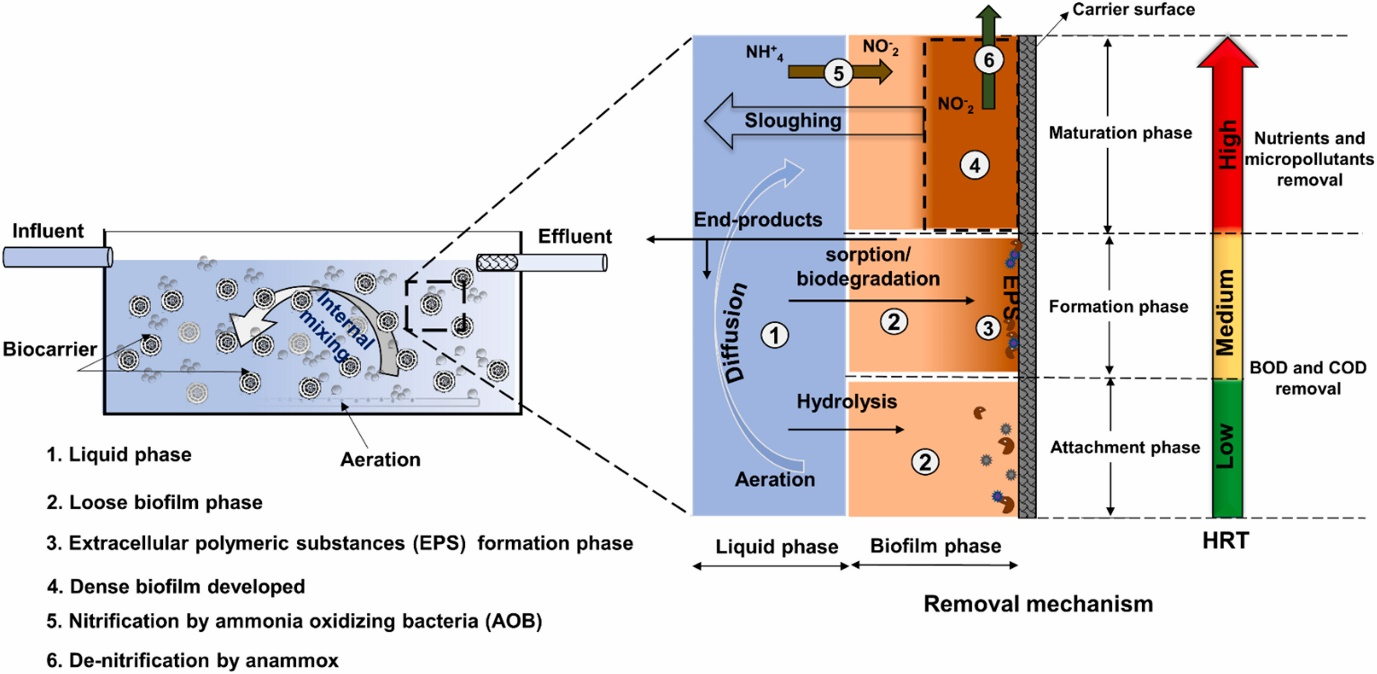 Influent
Effluent
Biocarrier
Internal
mixing
Aeration
1. Liquid phase
2. Loose biofilm phase
3. Extracellular polymeric substances (EPS) formation phase
4. Dense biofilm developed
5. Nitrification by ammonia oxidizing bacteria (AOB)
6. De-nitrification by anammox
Carrier surface
NH⁺₄
NO⁻₂
5
6
NO⁻₂
Sloughing
4
Maturation phase
High
Nutrients and
micropollutants
removal
End-products
sorption/
biodegradation
EPS
Diffusion
1
2
3
Formation phase
Medium
BOD and COD
removal
Hydrolysis
2
Aeration
Attachment phase
Low
Liquid phase
Biofilm phase
HRT
Removal mechanism